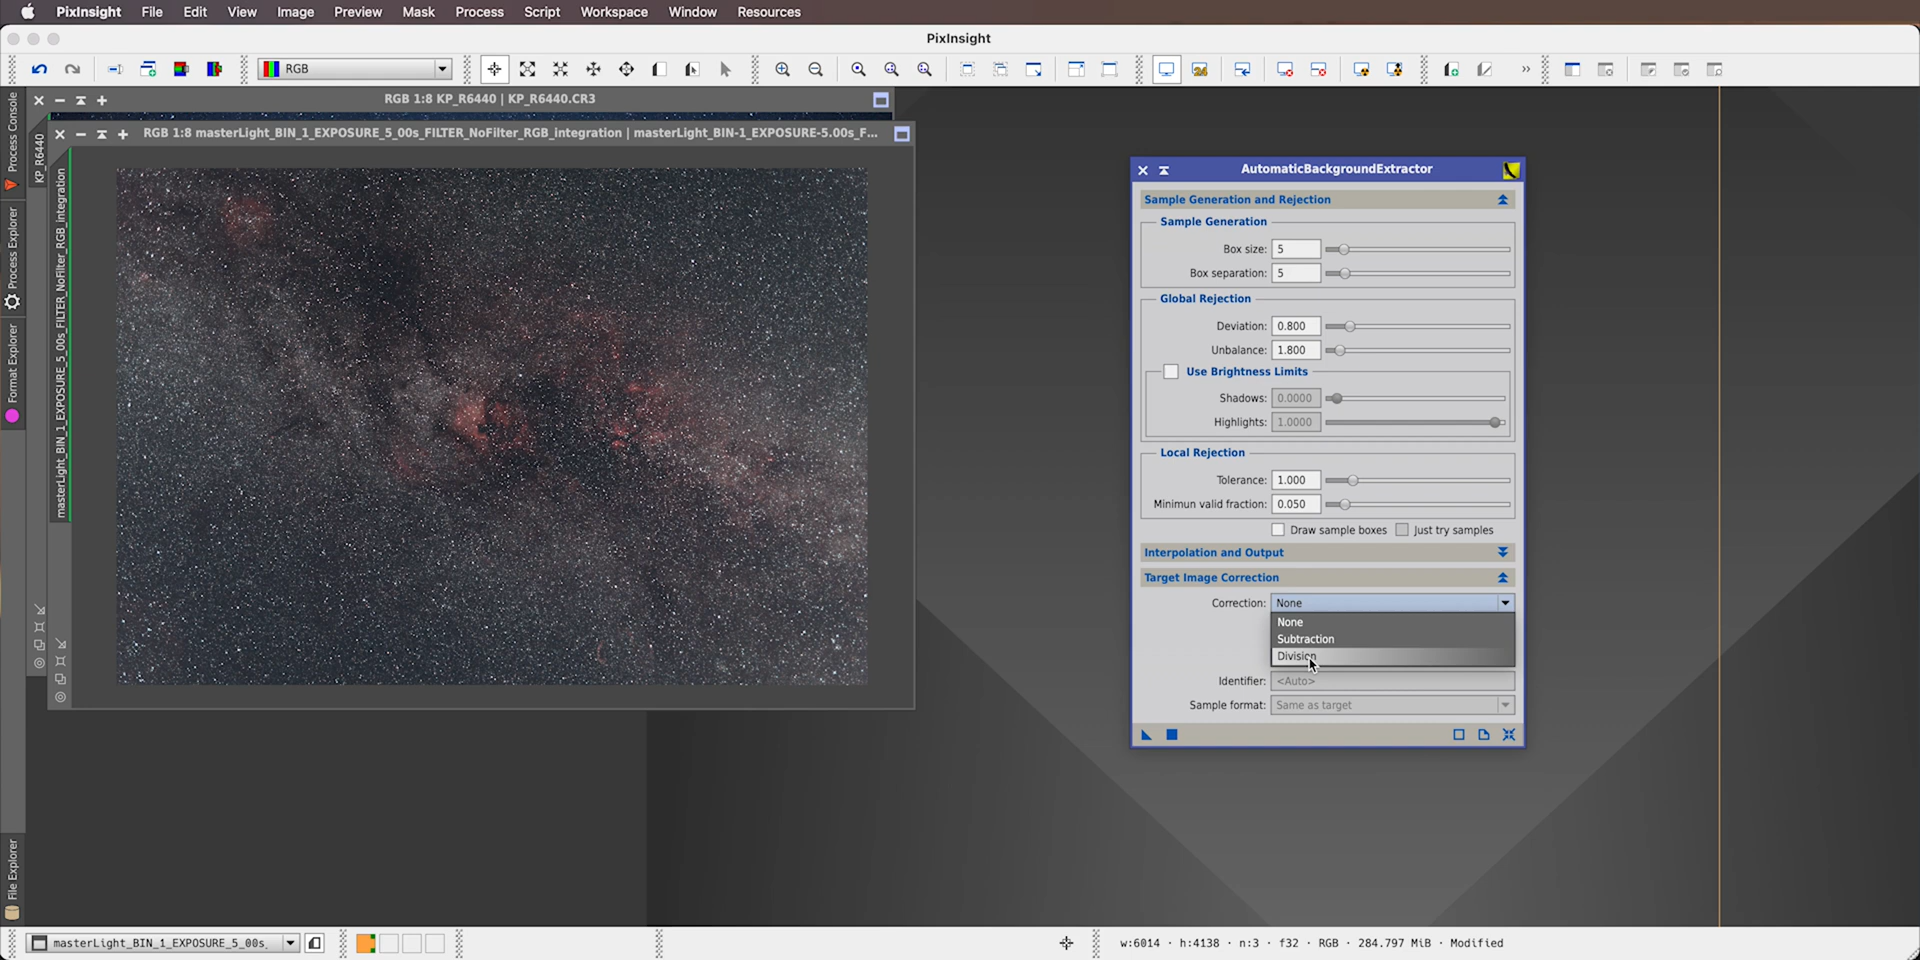 PixInsight File Edit View Image Preview Mask Process Script Workspace Window Resources
PixInsight
RGB
RGB 1:8 KP_R6440 | KP_R6440.CR3
RGB 1:8 masterLight_BIN_1_EXPOSURE_5_00s_FILTER_NoFilter_RGB_integration | masterLight_BIN-1_EXPOSURE-5.00s_F...
Process Console
Process Explorer
Format Explorer
File Explorer
KP_R6440
masterLight_BIN_1_EXPOSURE_5_00s_FILTER_NoFilter_RGB_integration
AutomaticBackgroundExtractor
Sample Generation and Rejection
Sample Generation
Box size: 5
Box separation: 5
Global Rejection
Deviation: 0.800
Unbalance: 1.800
Use Brightness Limits
Shadows: 0.0000
Highlights: 1.0000
Local Rejection
Tolerance: 1.000
Minimun valid fraction: 0.050
Draw sample boxes Just try samples
Interpolation and Output
Target Image Correction
Correction: None
None
Subtraction
Division
Identifier: <Auto>
Sample format: Same as target
masterLight_BIN_1_EXPOSURE_5_00s_
w:6014 · h:4138 · n:3 · f32 · RGB · 284.797 MiB · Modified